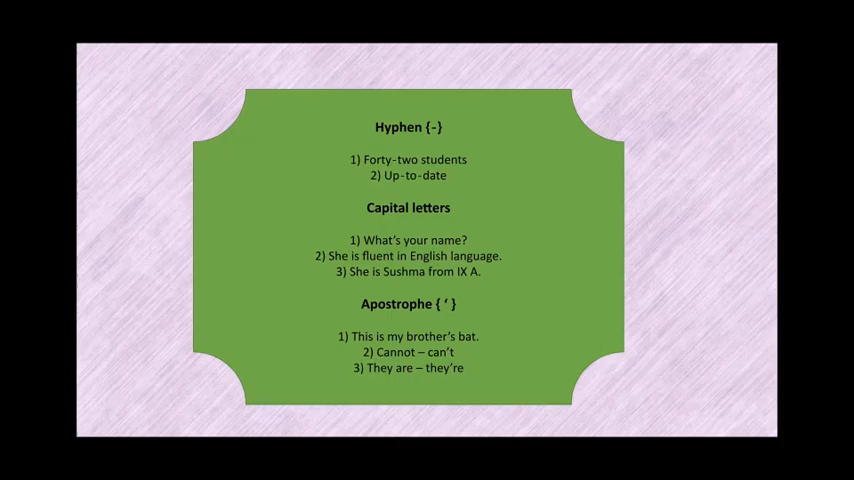 Hyphen {-}
1) Forty-two students
2) Up-to-date
Capital letters
1) What’s your name?
2) She is fluent in English language.
3) She is Sushma from IX A.
Apostrophe { ‘ }
1) This is my brother’s bat.
2) Cannot – can’t
3) They are – they’re